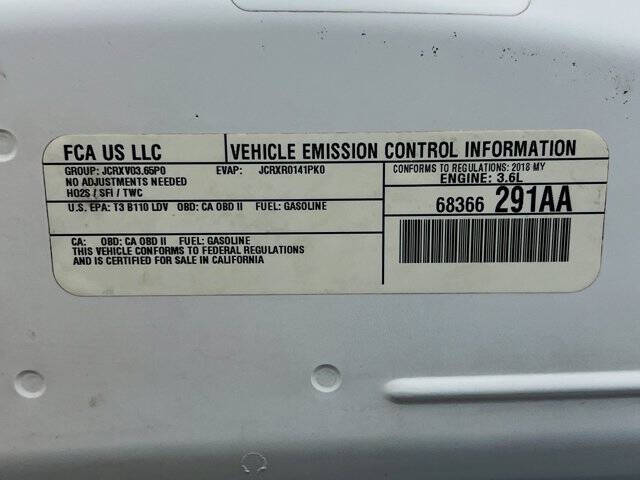 FCA US LLC
VEHICLE EMISSION CONTROL INFORMATION
GROUP: JCRXV03.65P0 EVAP: JCRXR0141PK0
CONFORMS TO REGULATIONS: 2018 MY
NO ADJUSTMENTS NEEDED
ENGINE: 3.6L
HO2S / SFI / TWC
U.S. EPA: T3 B110 LDV OBD: CA OBD II FUEL: GASOLINE
68366 291AA
CA: OBD: CA OBD II FUEL: GASOLINE
THIS VEHICLE CONFORMS TO FEDERAL REGULATIONS
AND IS CERTIFIED FOR SALE IN CALIFORNIA